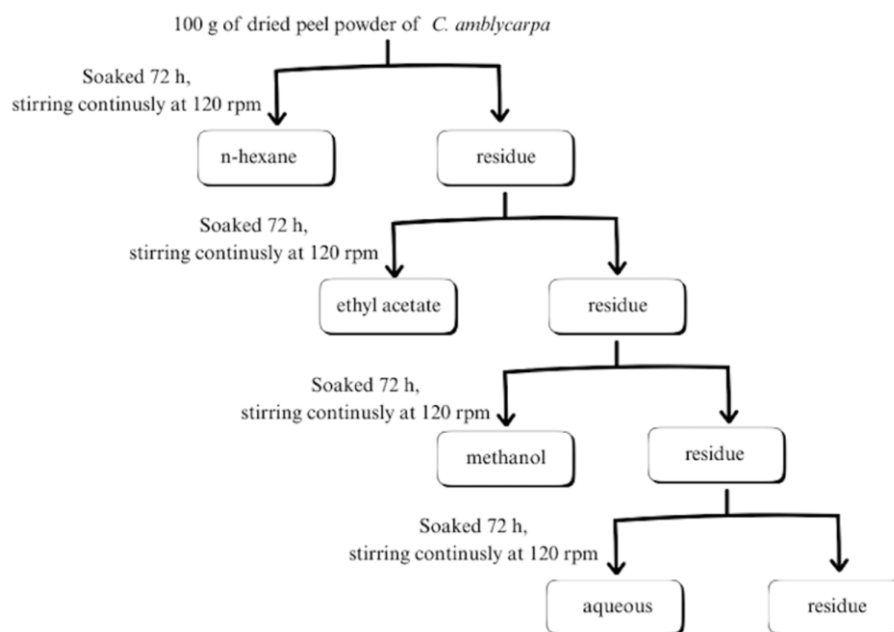 100 g of dried peel powder of C. amblycarpa
Soaked 72 h,
stirring continusly at 120 rpm
n-hexane
residue
Soaked 72 h,
stirring continusly at 120 rpm
ethyl acetate
residue
Soaked 72 h,
stirring continusly at 120 rpm
methanol
residue
Soaked 72 h,
stirring continusly at 120 rpm
aqueous
residue